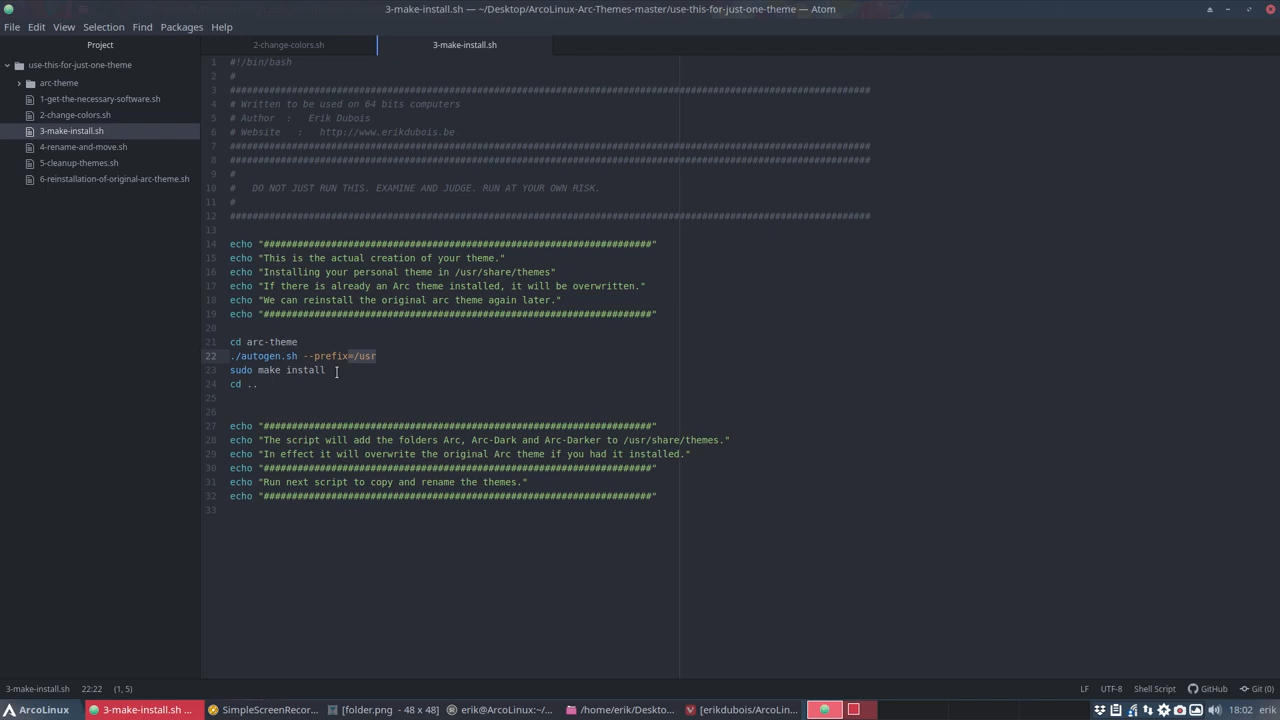 3-make-install.sh — ~/Desktop/ArcoLinux-Arc-Themes-master/use-this-for-just-one-theme — Atom
File Edit View Selection Find Packages Help
Project
use-this-for-just-one-theme
arc-theme
1-get-the-necessary-software.sh
2-change-colors.sh
3-make-install.sh
4-rename-and-move.sh
5-cleanup-themes.sh
6-reinstallation-of-original-arc-theme.sh
2-change-colors.sh 3-make-install.sh
1 #!/bin/bash
2 #
3 ##################################################################################################################
4 # Written to be used on 64 bits computers
5 # Author : Erik Dubois
6 # Website : http://www.erikdubois.be
7 ##################################################################################################################
8 ##################################################################################################################
9 #
10 # DO NOT JUST RUN THIS. EXAMINE AND JUDGE. RUN AT YOUR OWN RISK.
11 #
12 ##################################################################################################################
13
14 echo "#####################################################################"
15 echo "This is the actual creation of your theme."
16 echo "Installing your personal theme in /usr/share/themes"
17 echo "If there is already an Arc theme installed, it will be overwritten."
18 echo "We can reinstall the original arc theme again later."
19 echo "#####################################################################"
20
21 cd arc-theme
22 ./autogen.sh --prefix=/usr
23 sudo make install
24 cd ..
25
26
27 echo "#####################################################################"
28 echo "The script will add the folders Arc, Arc-Dark and Arc-Darker to /usr/share/themes."
29 echo "In effect it will overwrite the original Arc theme if you had it installed."
30 echo "#####################################################################"
31 echo "Run next script to copy and rename the themes."
32 echo "#####################################################################"
33
3-make-install.sh 22:22 (1, 5) LF UTF-8 Shell Script GitHub Git (0)
ArcoLinux 3-make-install.sh ... SimpleScreenRecor... [folder.png - 48 x 48] erik@ArcoLinux:~/... /home/erik/Deskto... [erikdubois/ArcoLin... 18:02 erik